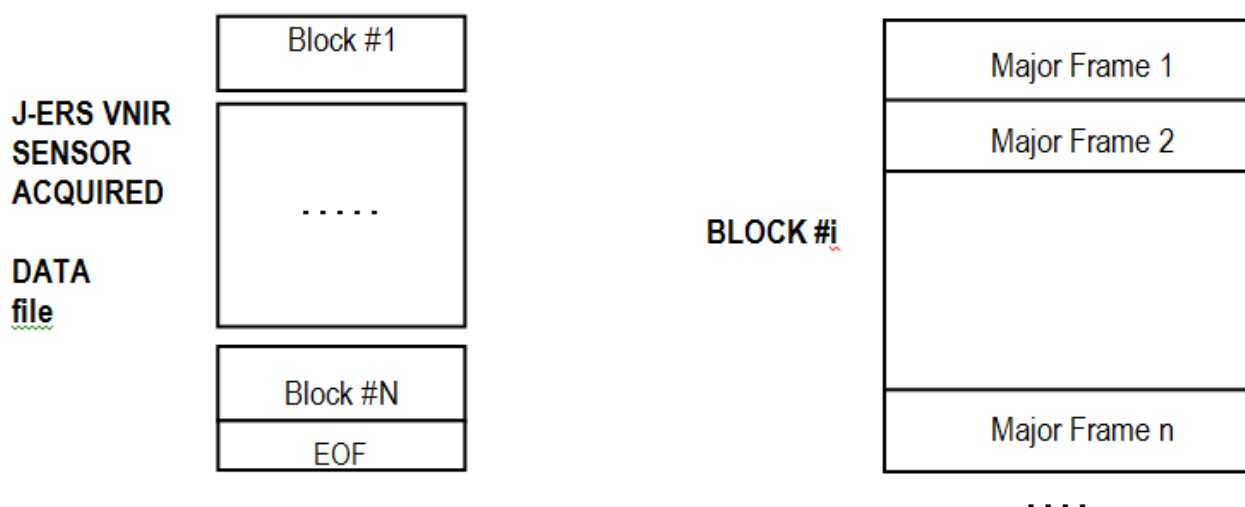 J-ERS VNIR
SENSOR
ACQUIRED
DATA
file
Block #1
. . . . .
Block #N
EOF
BLOCK #i
Major Frame 1
Major Frame 2
Major Frame n
. . . .